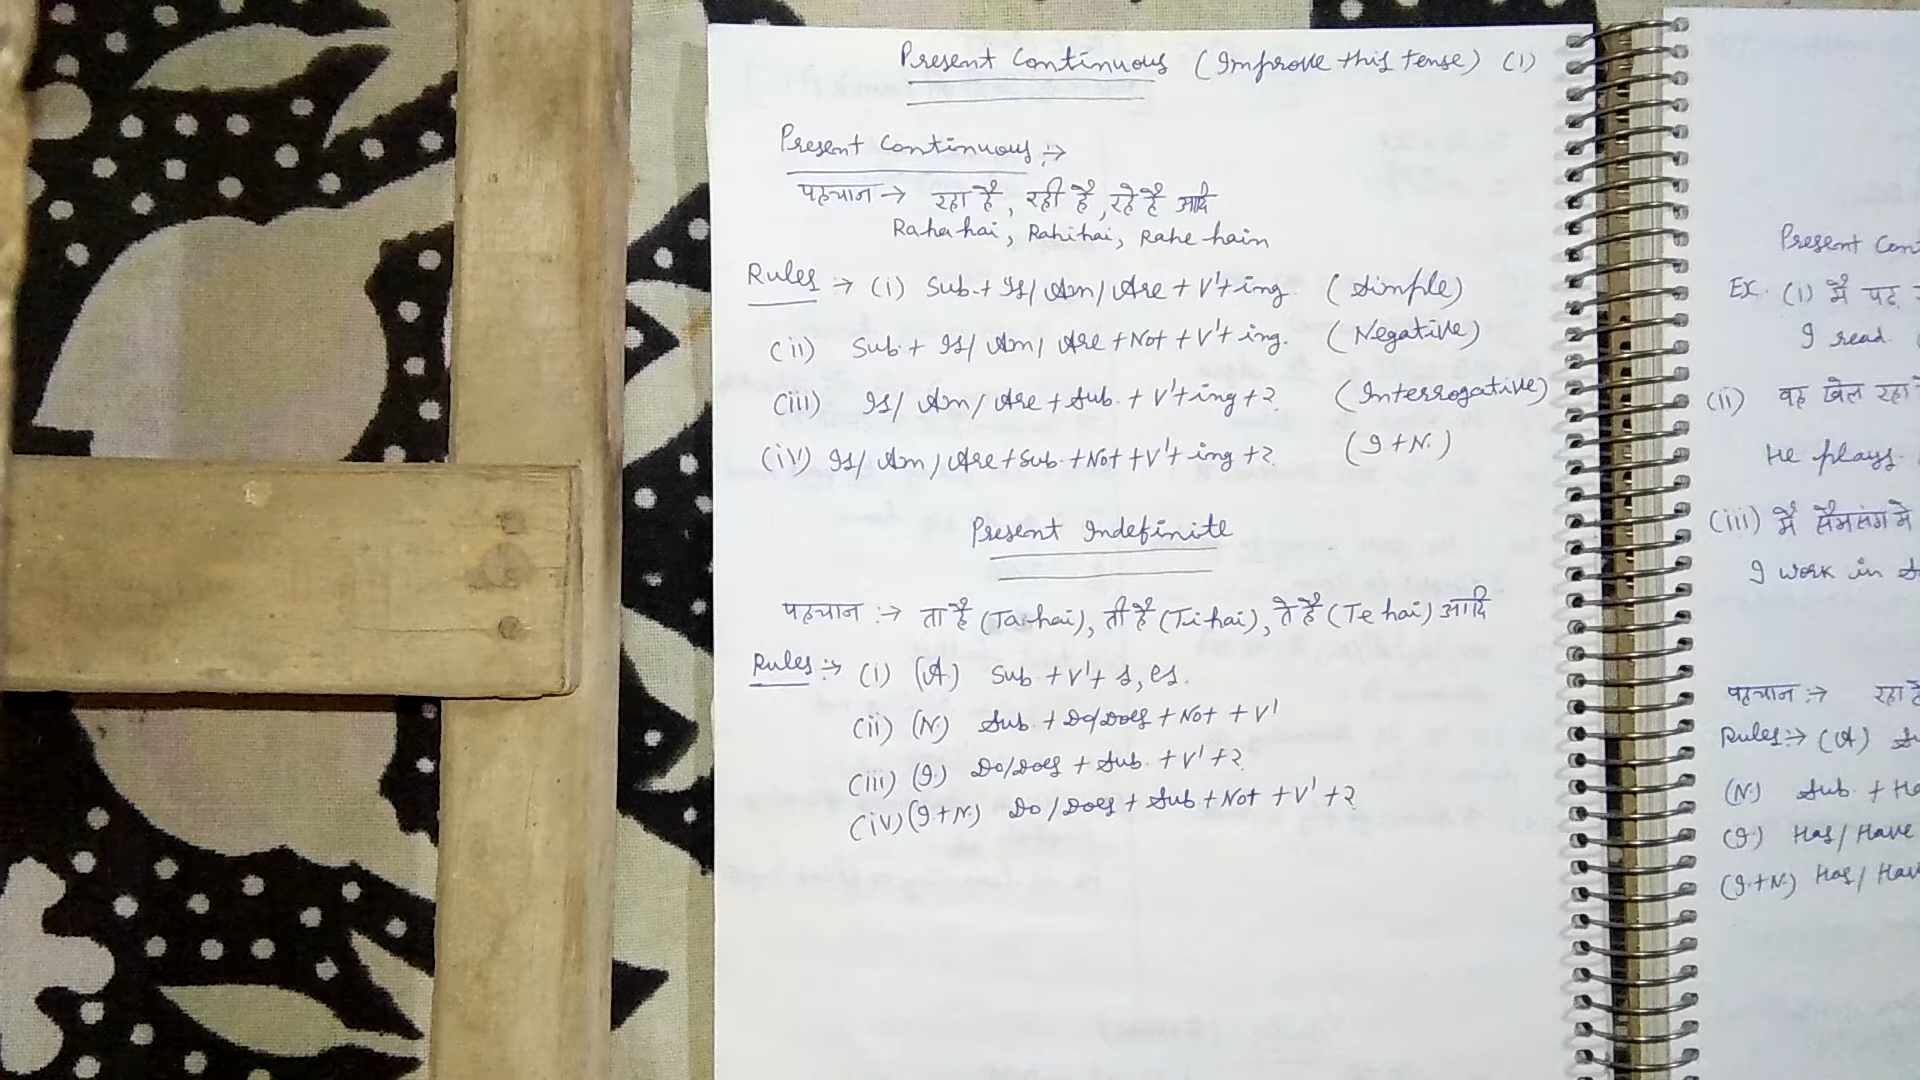 Present Continuous (Improve this tense) (1)
Present Continuous :→
पहचान → रहा है, रही है, रहे है आदि
Raha hai, Rahi hai, Rahe hain
Rules :→ (i) Sub. + Is/ Am/ Are + V¹+ing. (Simple)
(ii) Sub. + Is/ Am/ Are + Not + V¹+ing. (Negative)
(iii) Is/ Am/ Are + Sub. + V¹+ing+? (Interrogative)
(iv) Is/ Am/ Are + Sub. + Not + V¹+ ing +? (I + N.)
Present Indefinite
पहचान :→ ता है (Ta hai), ती है (Ti hai), ते है (Te hai) आदि
Rules :→ (i) (A) Sub + V¹+ s, es.
(ii) (N) Sub. + Do/Does + Not + V¹
(iii) (I.) Do/Does + Sub. + V¹+?
(iv) (I.+N.) Do/Does + Sub + Not + V¹+?
Present
Ex. (i) मैं पढ़
I read.
(ii) वह खेल रहा
He plays.
(iii) मैं सैमसंग मे
I work in
पहचान :→ रहा
Rules :→ (A)
(N.) Sub. +
(I) Has/ Have
(I.+N.) Has/